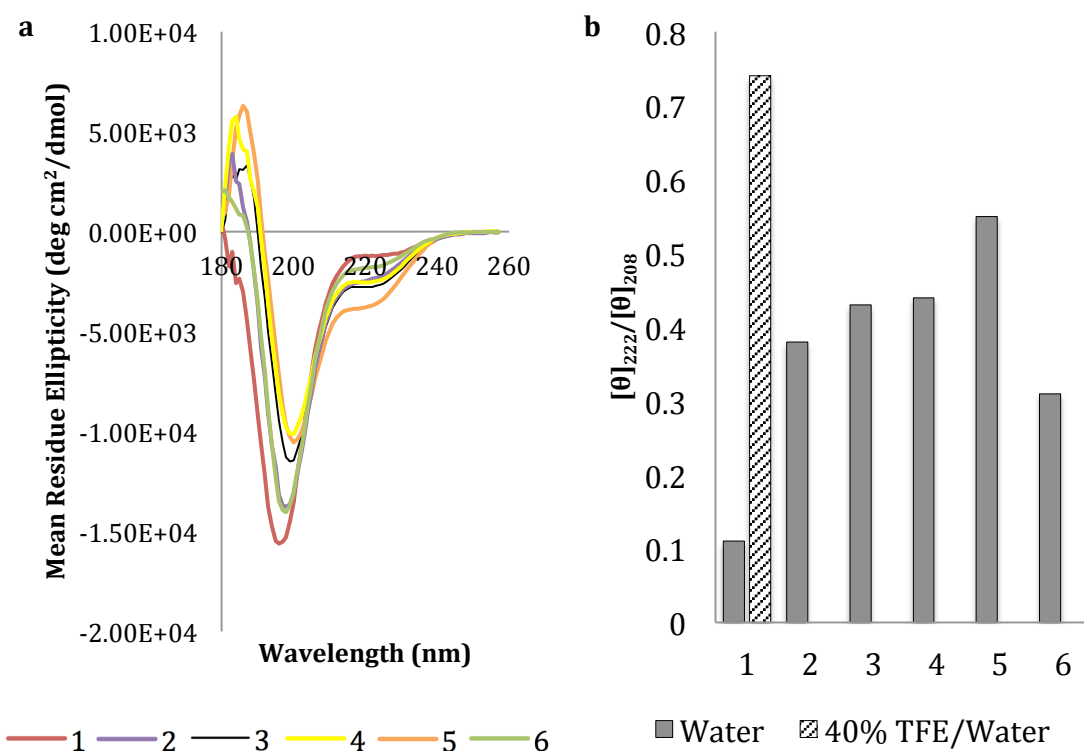 a
Mean Residue Ellipticity (deg cm²/dmol)
1.00E+04
5.00E+03
0.00E+00
-5.00E+03
-1.00E+04
-1.50E+04
-2.00E+04
180 200 220 240 260
Wavelength (nm)
1 2 3 4 5 6
b
[θ]₂₂₂/[θ]₂₀₈
0.8
0.7
0.6
0.5
0.4
0.3
0.2
0.1
0
1 2 3 4 5 6
Water 40% TFE/Water